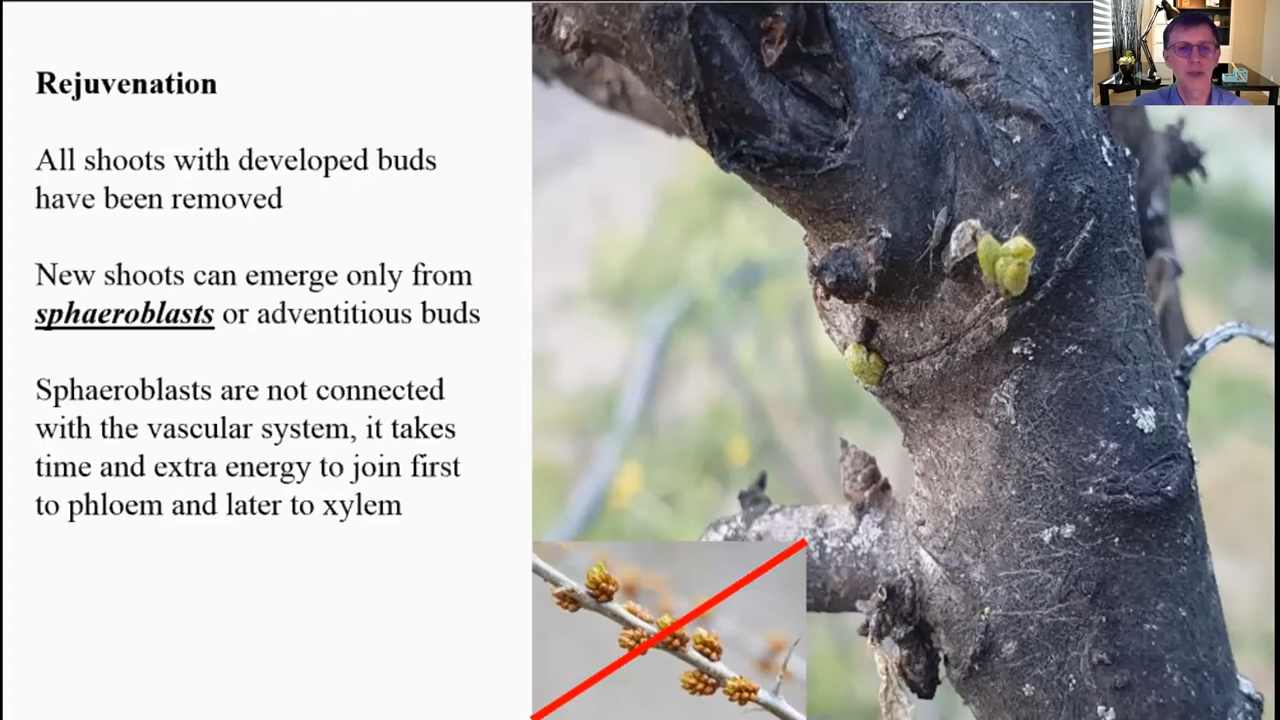 Rejuvenation
All shoots with developed buds
have been removed
New shoots can emerge only from
sphaeroblasts or adventitious buds
Sphaeroblasts are not connected
with the vascular system, it takes
time and extra energy to join first
to phloem and later to xylem